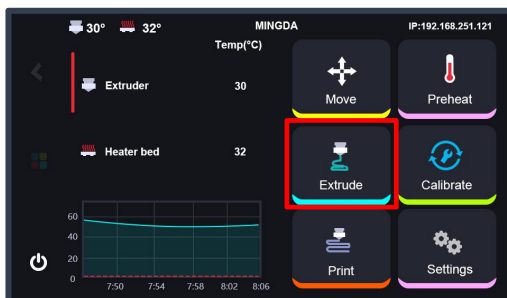 30° 32° MINGDA IP:192.168.251.121
Temp(°C)
Extruder 30
Heater bed 32
Move
Preheat
Extrude
Calibrate
Print
Settings
60
40
20
0
7:50 7:54 7:58 8:02 8:06